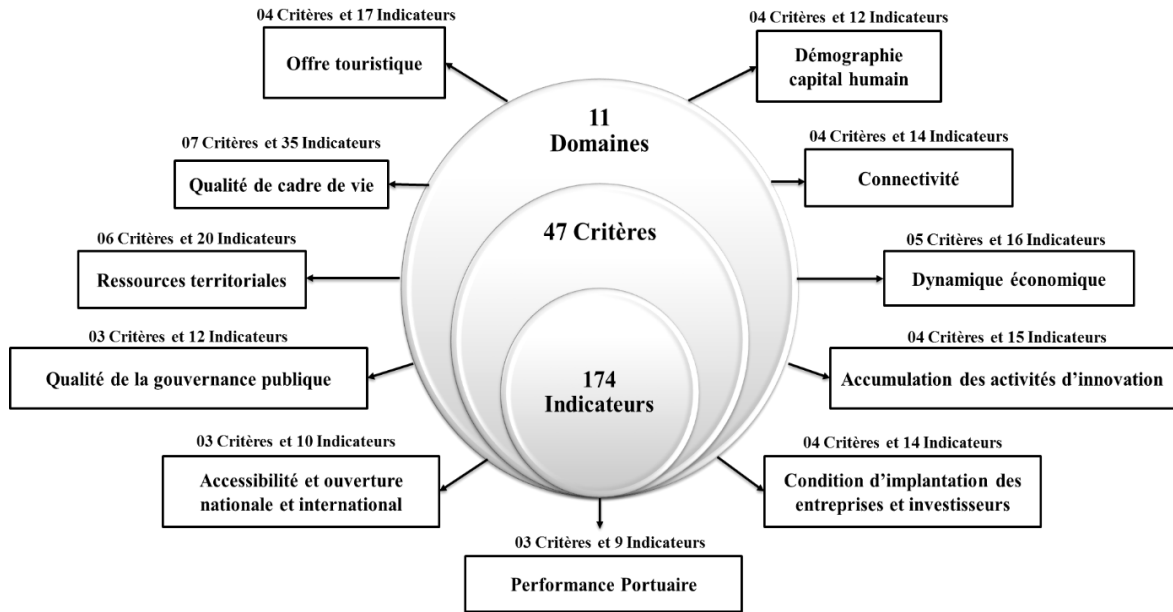 04 Critères et 17 Indicateurs
Offre touristique
04 Critères et 12 Indicateurs
Démographie
capital humain
11
Domaines
07 Critères et 35 Indicateurs
Qualité de cadre de vie
04 Critères et 14 Indicateurs
Connectivité
47 Critères
06 Critères et 20 Indicateurs
Ressources territoriales
05 Critères et 16 Indicateurs
Dynamique économique
03 Critères et 12 Indicateurs
Qualité de la gouvernance publique
04 Critères et 15 Indicateurs
Accumulation des activités d’innovation
174
Indicateurs
03 Critères et 10 Indicateurs
Accessibilité et ouverture
nationale et international
04 Critères et 14 Indicateurs
Condition d’implantation des
entreprises et investisseurs
03 Critères et 9 Indicateurs
Performance Portuaire